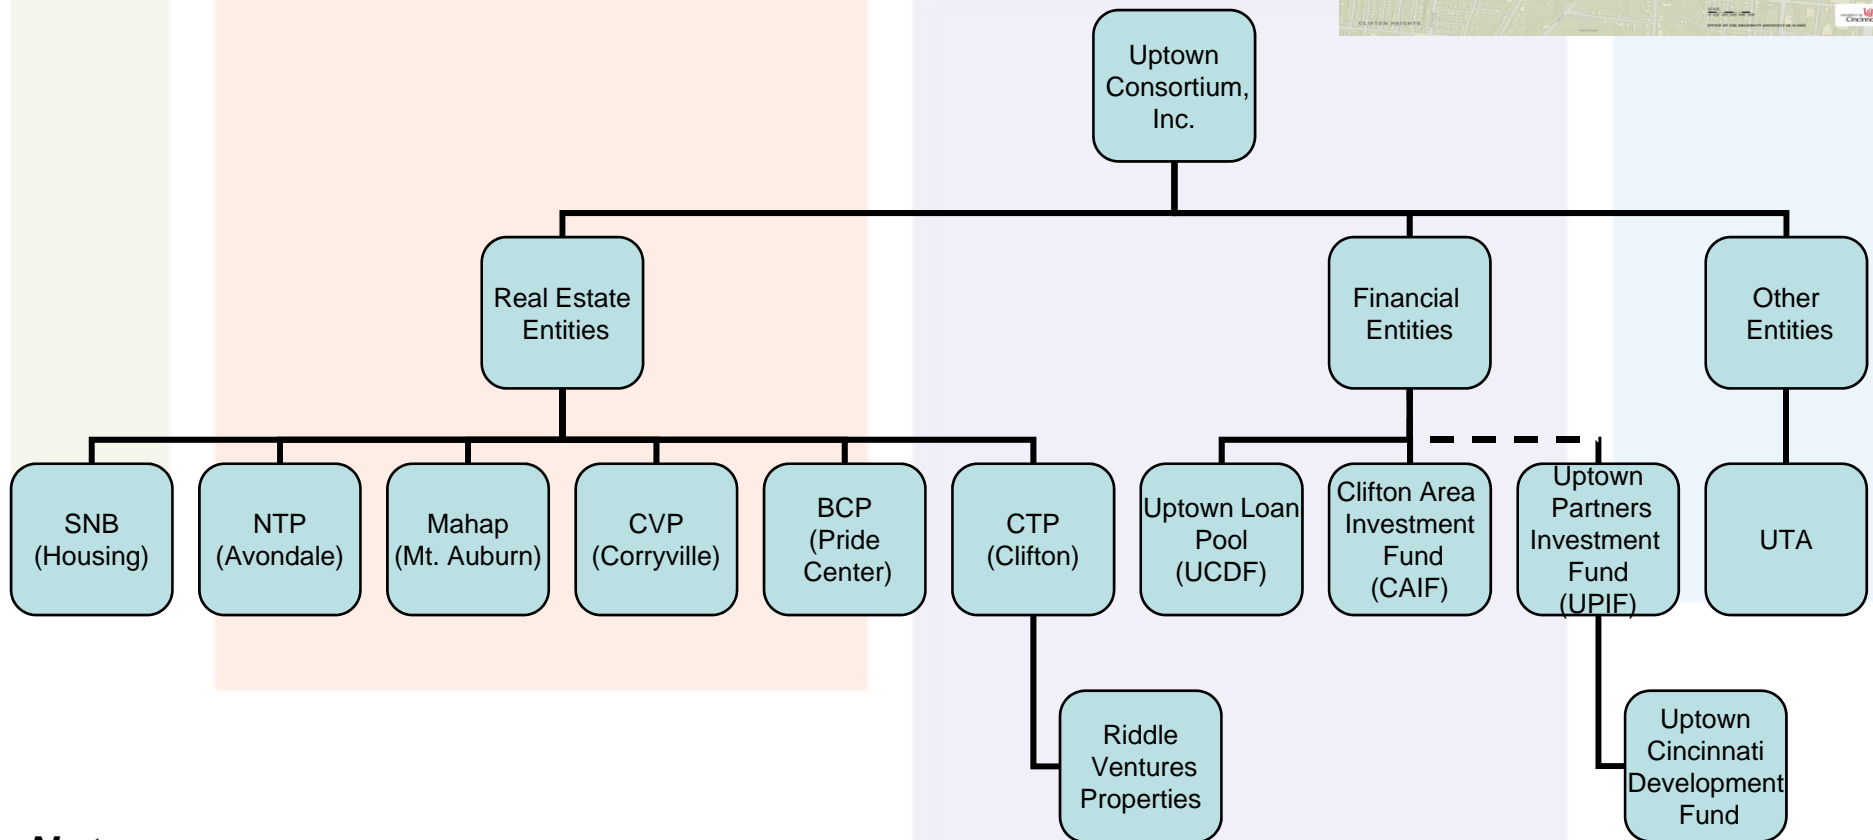 CLIFTON HEIGHTS
Uptown
Consortium,
Inc.
Real Estate
Entities
Financial
Entities
Other
Entities
SNB
(Housing)
NTP
(Avondale)
Mahap
(Mt. Auburn)
CVP
(Corryville)
BCP
(Pride
Center)
CTP
(Clifton)
Uptown Loan
Pool
(UCDF)
Clifton Area
Investment
Fund
(CAIF)
Uptown
Partners
Investment
Fund
(UPIF)
UTA
Riddle
Ventures
Properties
Uptown
Cincinnati
Development
Fund